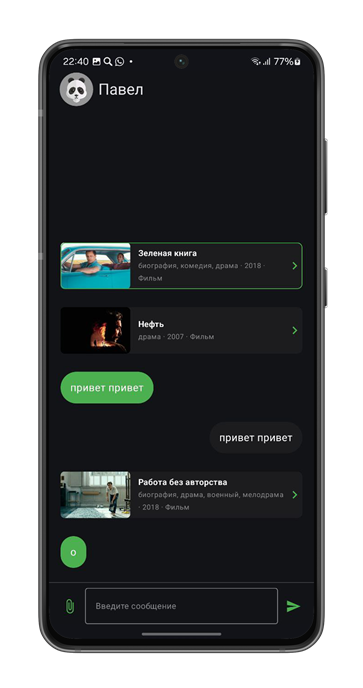 22:40
77%
Павел
Зеленая книга
биография, комедия, драма · 2018 ·
Фильм
Нефть
драма · 2007 · Фильм
привет привет
привет привет
Работа без авторства
биография, драма, военный, мелодрама
· 2018 · Фильм
о
Введите сообщение